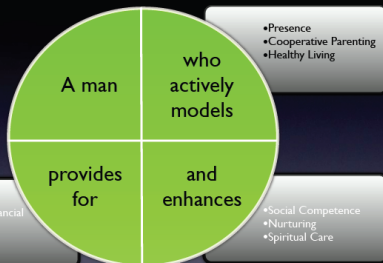 •Presence
•Cooperative Parenting
•Healthy Living
A man
who
actively
models
provides
for
and
enhances
•Social Competence
•Nurturing
•Spiritual Care